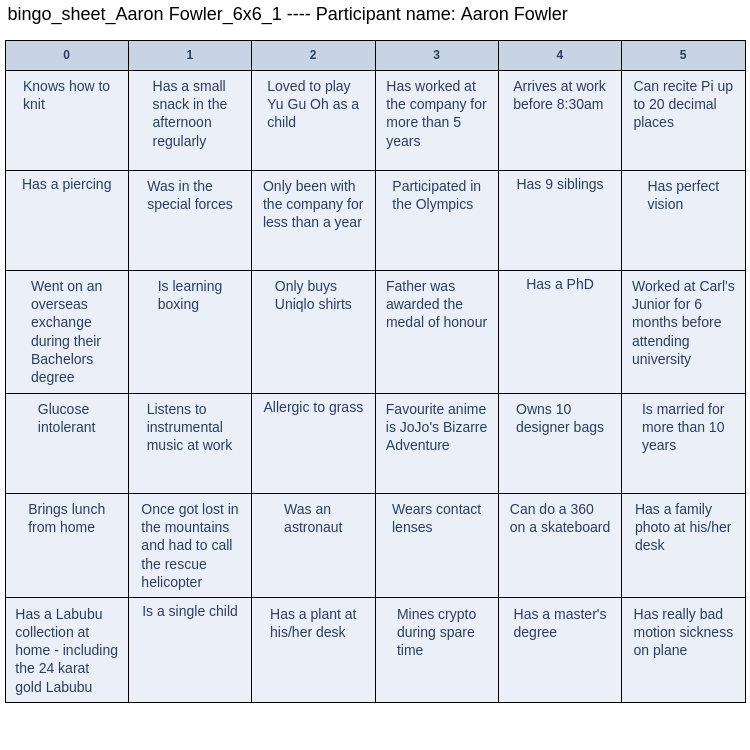 bingo_sheet_Aaron Fowler_6x6_1 ---- Participant name: Aaron Fowler
0 1 2 3 4 5
Knows how to
knit
Has a small
snack in the
afternoon
regularly
Loved to play
Yu Gu Oh as a
child
Has worked at
the company for
more than 5
years
Arrives at work
before 8:30am
Can recite Pi up
to 20 decimal
places
Has a piercing
Was in the
special forces
Only been with
the company for
less than a year
Participated in
the Olympics
Has 9 siblings
Has perfect
vision
Went on an
overseas
exchange
during their
Bachelors
degree
Is learning
boxing
Only buys
Uniqlo shirts
Father was
awarded the
medal of honour
Has a PhD
Worked at Carl's
Junior for 6
months before
attending
university
Glucose
intolerant
Listens to
instrumental
music at work
Allergic to grass
Favourite anime
is JoJo's Bizarre
Adventure
Owns 10
designer bags
Is married for
more than 10
years
Brings lunch
from home
Once got lost in
the mountains
and had to call
the rescue
helicopter
Was an
astronaut
Wears contact
lenses
Can do a 360
on a skateboard
Has a family
photo at his/her
desk
Has a Labubu
collection at
home - including
the 24 karat
gold Labubu
Is a single child
Has a plant at
his/her desk
Mines crypto
during spare
time
Has a master's
degree
Has really bad
motion sickness
on plane